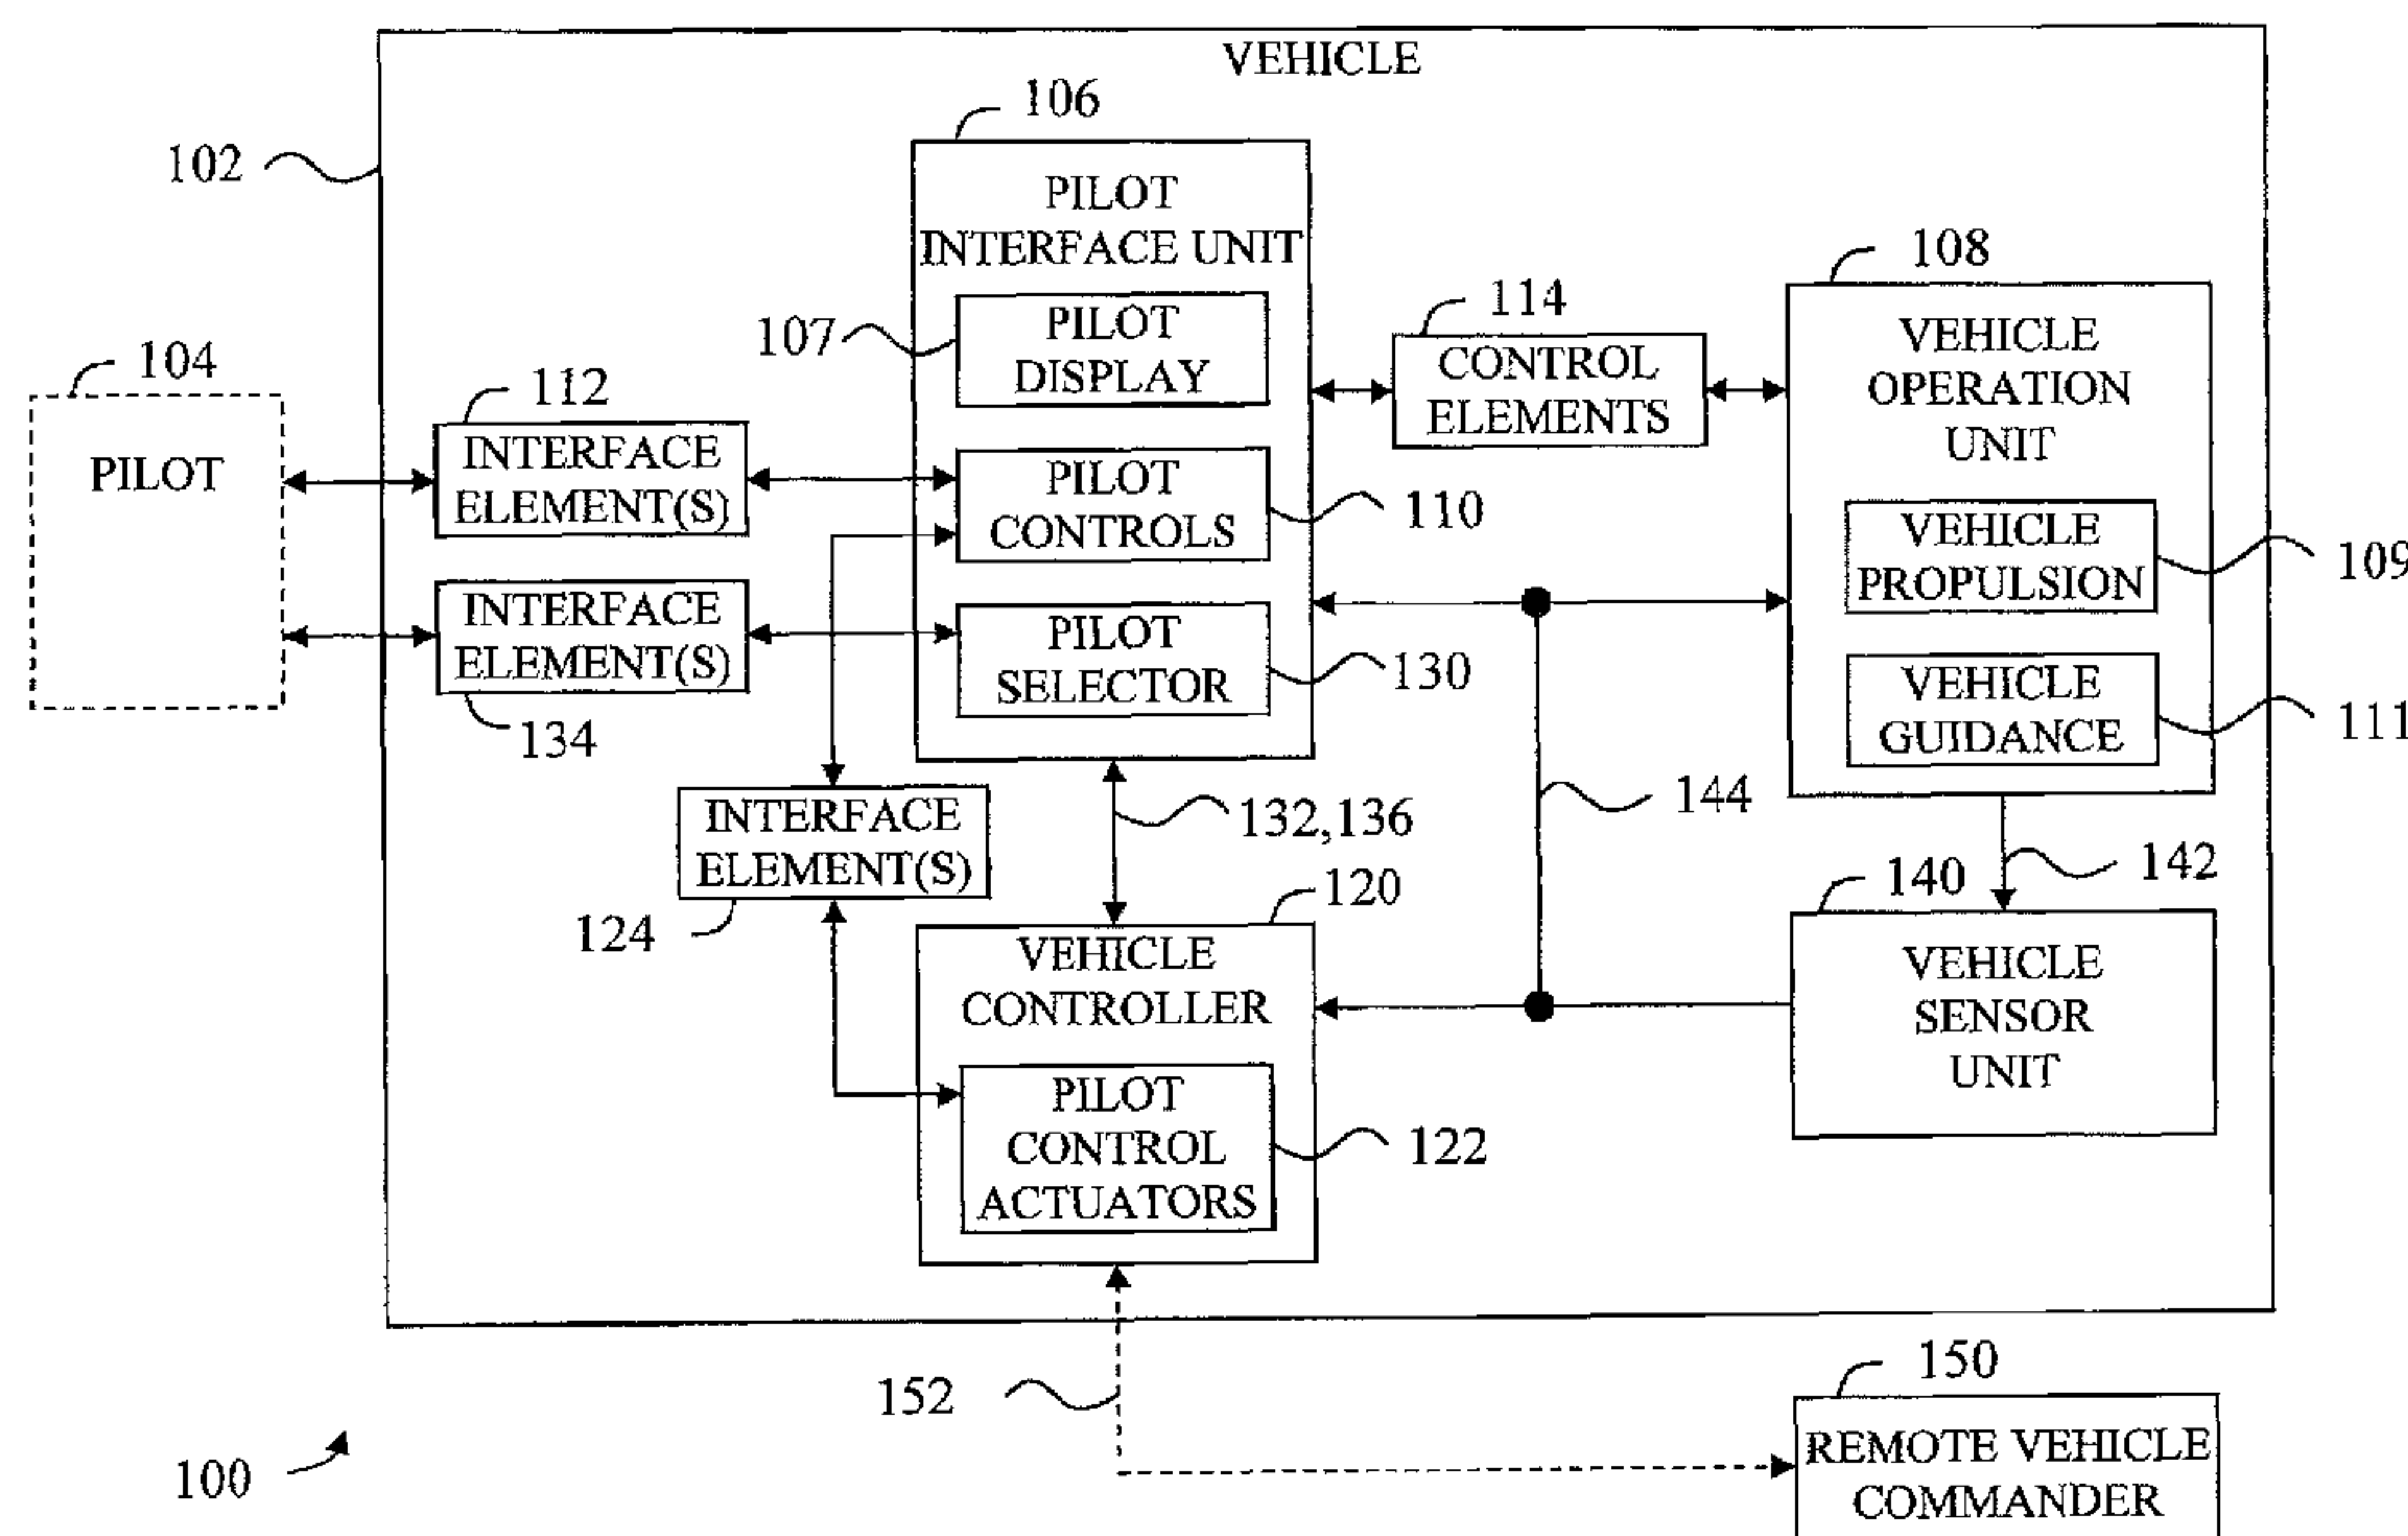 VEHICLE
106
102
PILOT
INTERFACE UNIT
108
114
107
PILOT
DISPLAY
VEHICLE
OPERATION
UNIT
104
CONTROL
ELEMENTS
112
PILOT
INTERFACE
ELEMENT(S)
PILOT
CONTROLS
110
VEHICLE
PROPULSION
109
INTERFACE
ELEMENT(S)
PILOT
SELECTOR
130
VEHICLE
GUIDANCE
111
134
INTERFACE
ELEMENT(S)
132,136
144
142
124
120
140
VEHICLE
CONTROLLER
VEHICLE
SENSOR
UNIT
PILOT
CONTROL
ACTUATORS
122
152
150
100
REMOTE VEHICLE
COMMANDER